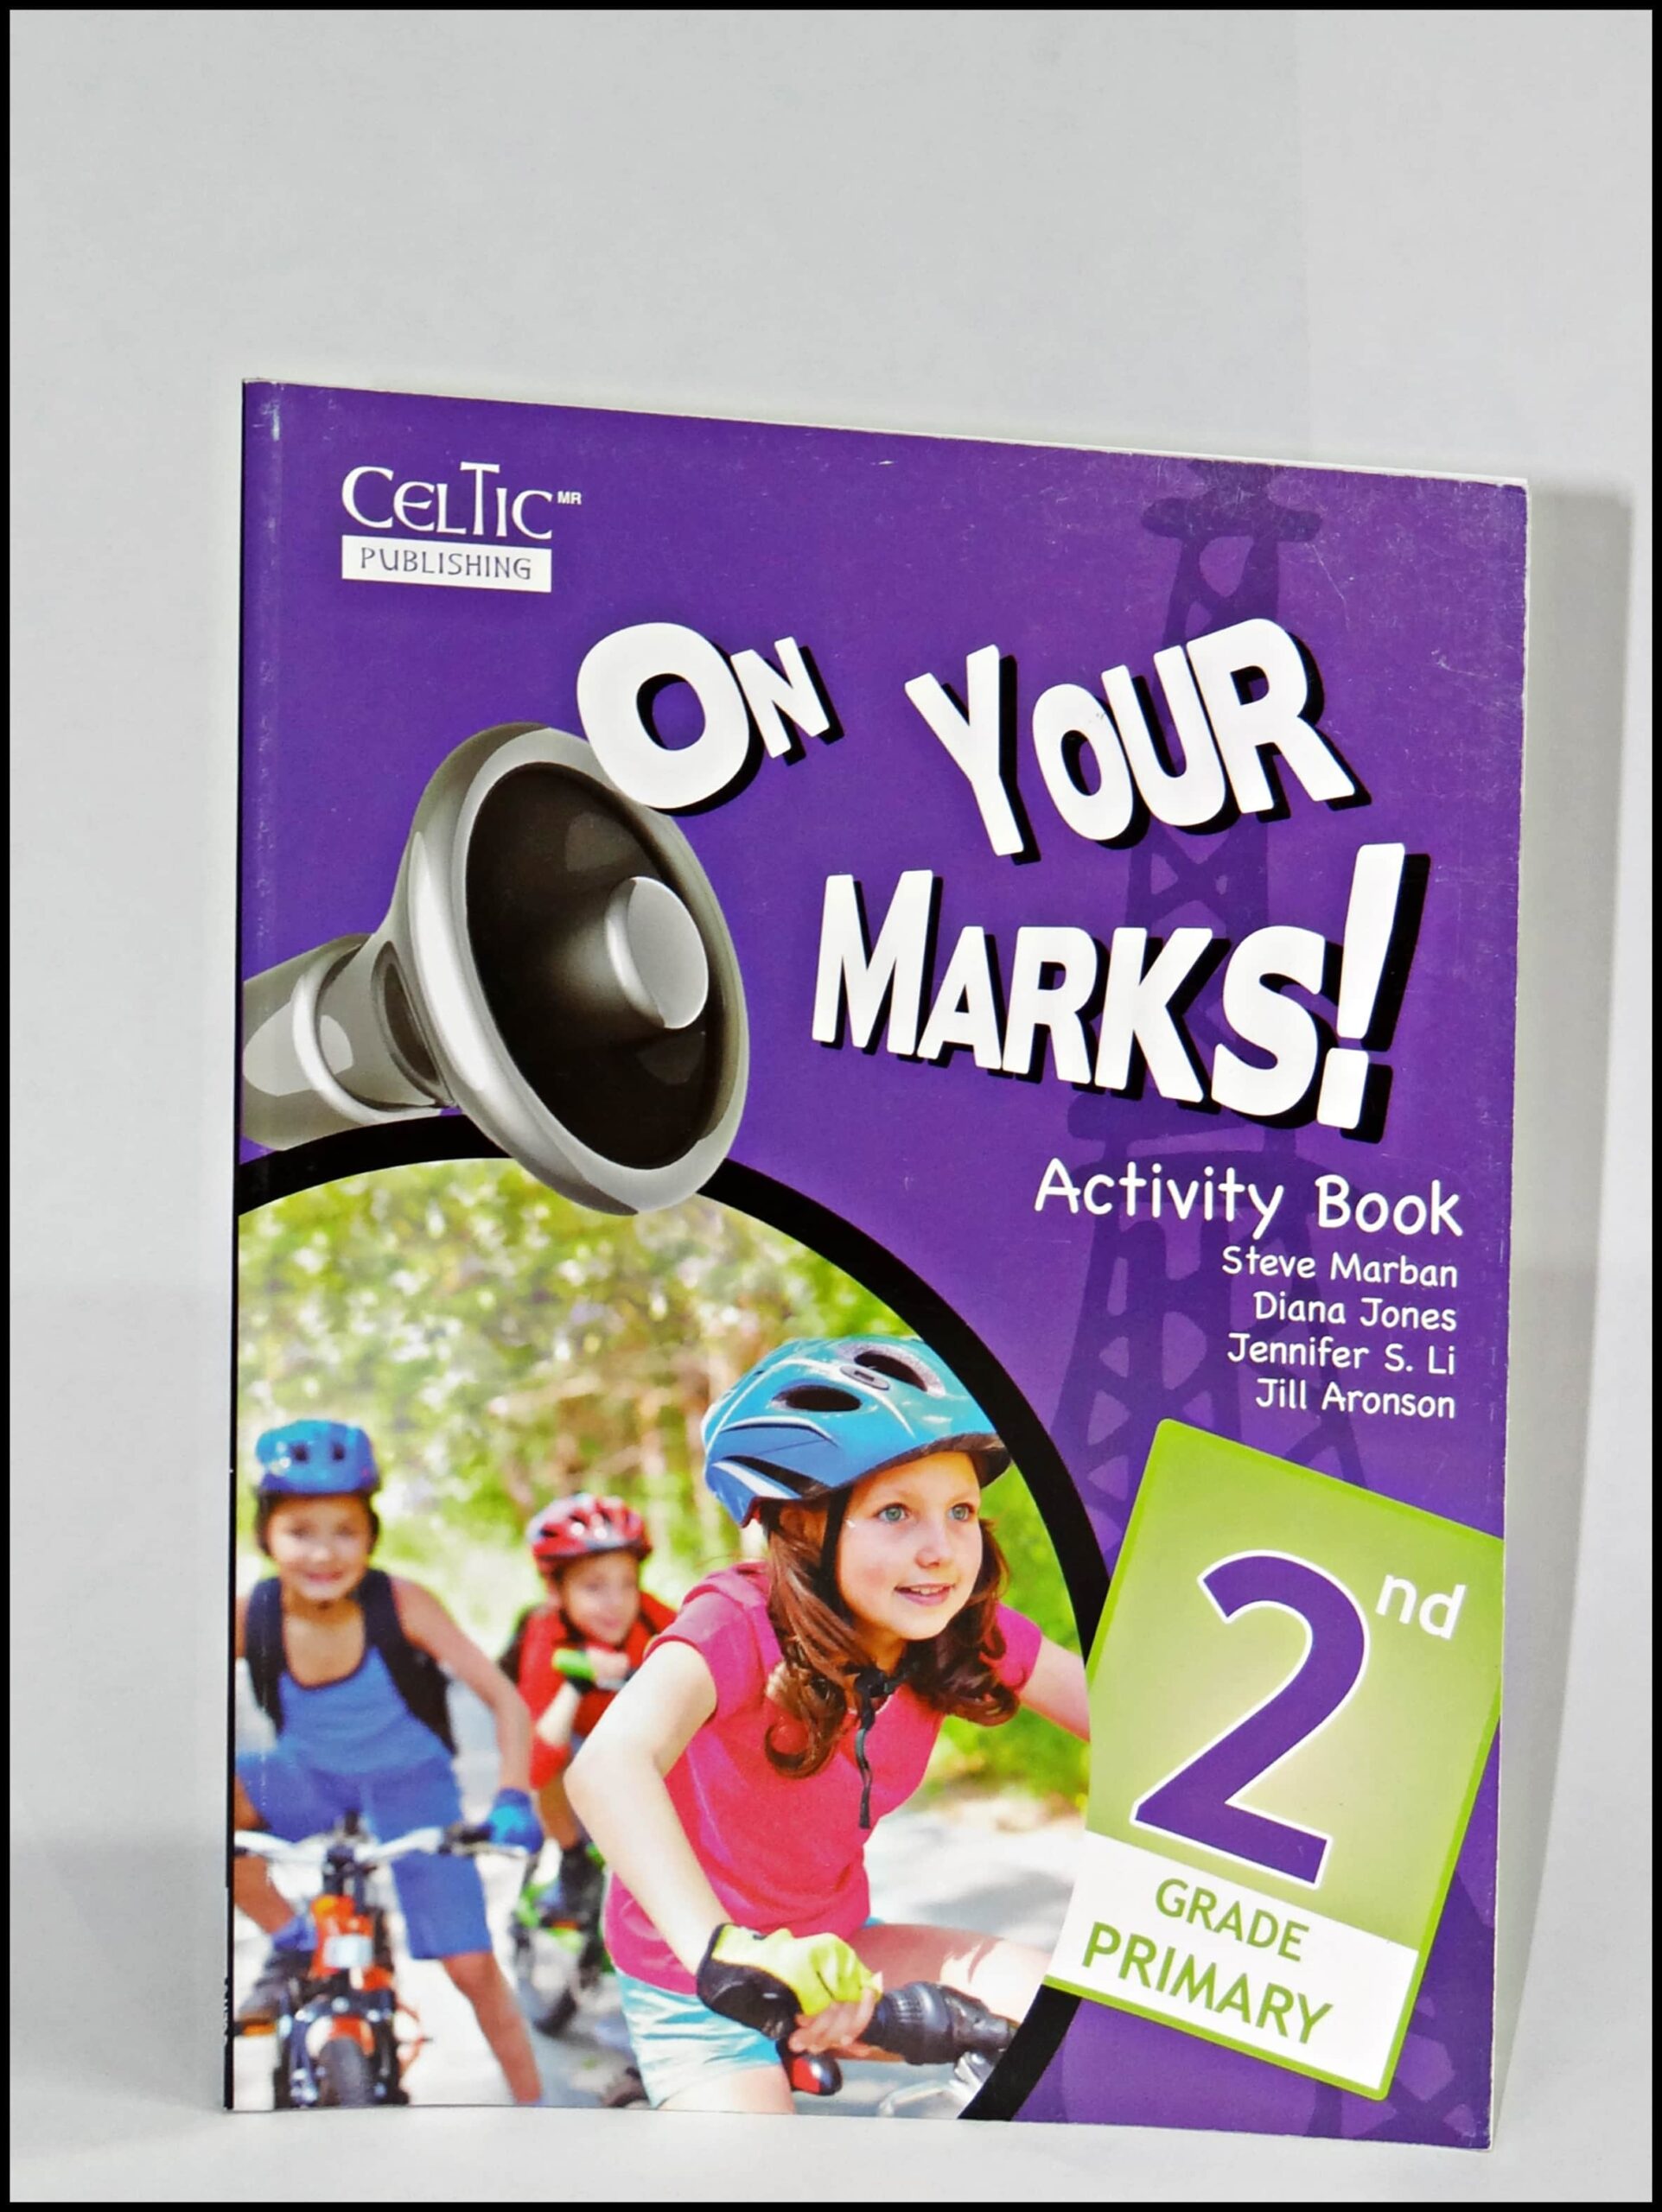 CELTIC MR
PUBLISHING
ON YOUR
MARKS!
Activity Book
Steve Marban
Diana Jones
Jennifer S. Li
Jill Aronson
2nd
GRADE
PRIMARY